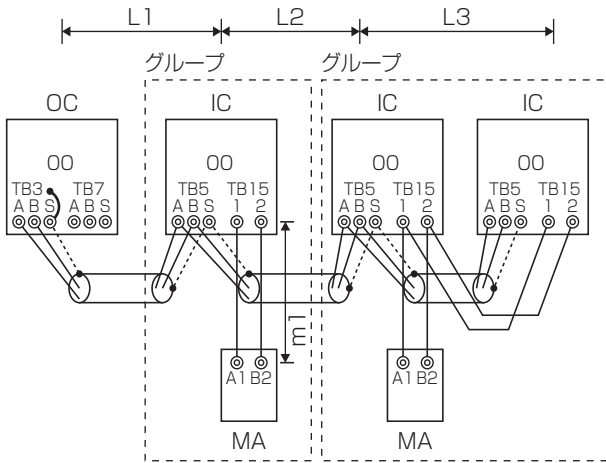 L1 L2 L3
グループ グループ
OC IC IC IC
00 00 00 00
TB3 TB7 TB5 TB15 TB5 TB15 TB5 TB15
A B S A B S A B S 1 2 A B S 1 2 A B S 1 2
m1
A1 B2 A1 B2
MA MA